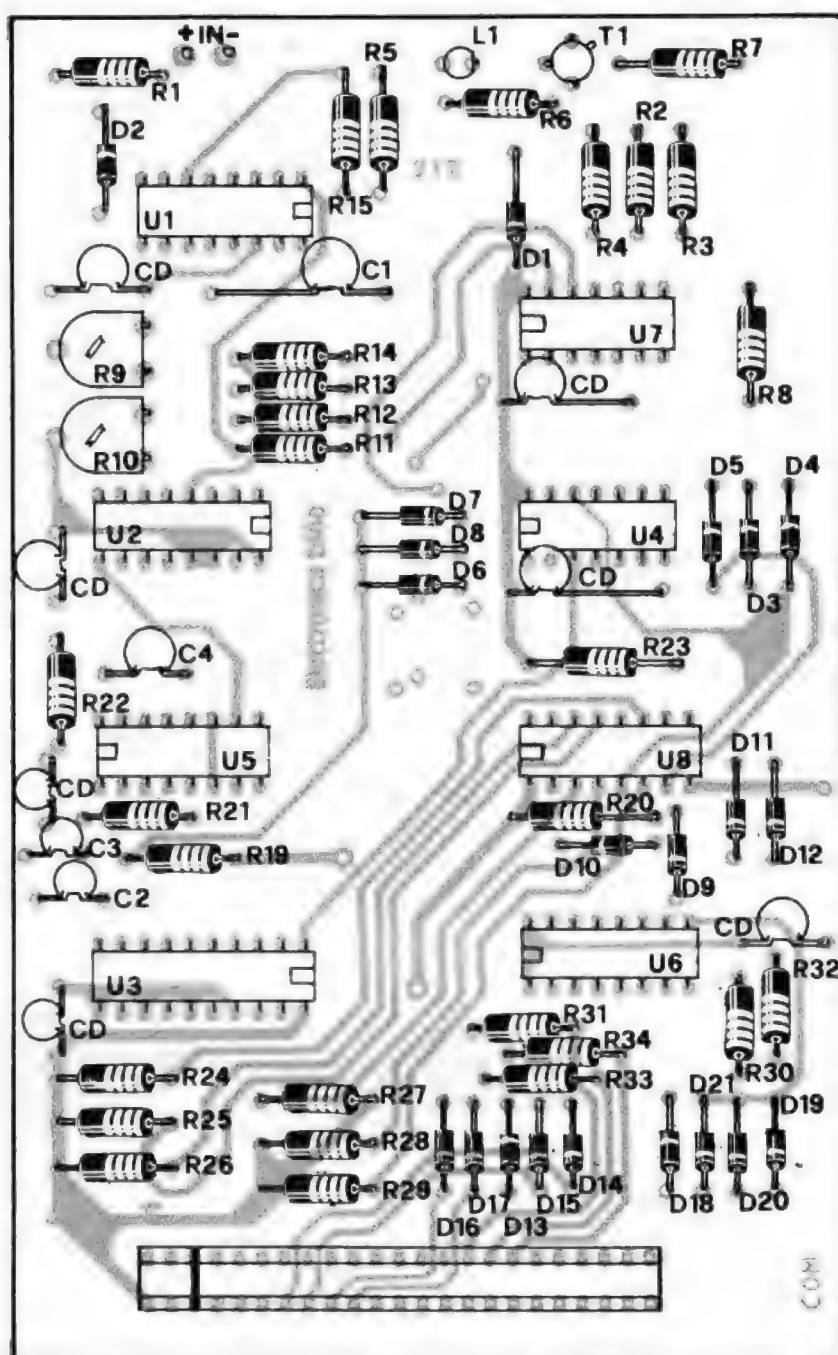 +IN-
L1
T1
R7
R5
R1
R6
D2
R2
U1
R15
R4
R3
D1
CD
C1
U7
R14
R9
R13
CD
R8
R12
R10
R11
D5
D4
D7
U2
D8
U4
D6
CD
CD
D3
C4
R23
R22
U5
U8
D11
CD
R21
R20
C3
R19
D10
D12
D9
C2
CD
U3
U6
R32
CD
R31
R34
R24
R33
R30
D21
R27
D19
R25
R28
R26
D14
R29
D17
D15
D18
D20
D16
D13
COM